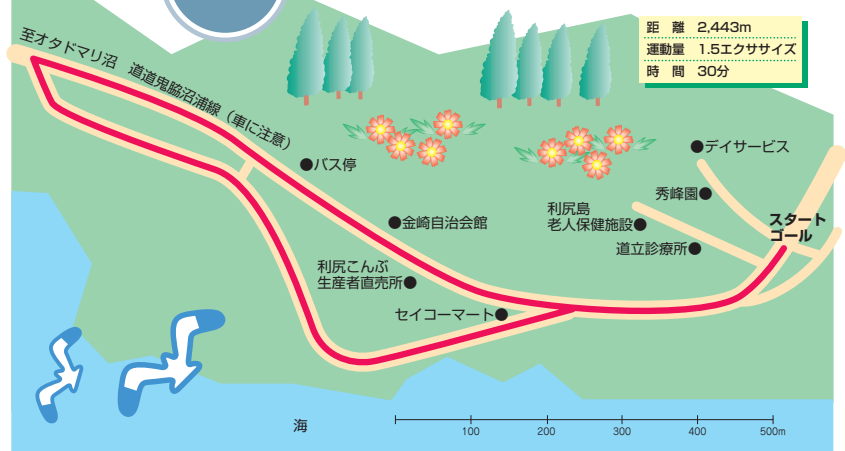 距　離　2,443m
運動量　1.5エクササイズ
時　間　30分
至オタドマリ沼　道道鬼脇沼浦線（車に注意）
バス停
デイサービス
秀峰園
利尻島
老人保健施設
スタート
ゴール
金崎自治会館
道立診療所
利尻こんぶ
生産者直売所
セイコーマート
海
100 200 300 400 500m